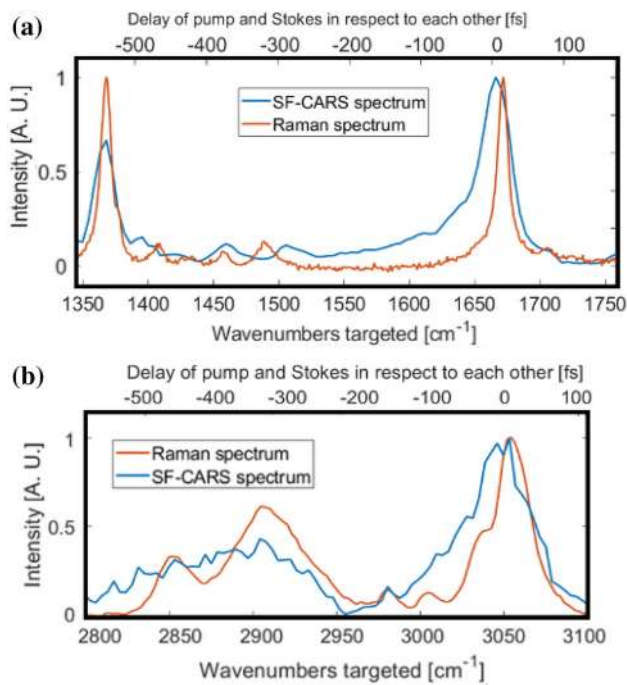 (a)
Delay of pump and Stokes in respect to each other [fs]
-500 -400 -300 -200 -100 0 100
Intensity [A. U.]
1
0.5
0
SF-CARS spectrum
Raman spectrum
1350 1400 1450 1500 1550 1600 1650 1700 1750
Wavenumbers targeted [cm-1]
(b)
Delay of pump and Stokes in respect to each other [fs]
-500 -400 -300 -200 -100 0 100
Intensity [A. U.]
1
0.5
0
Raman spectrum
SF-CARS spectrum
2800 2850 2900 2950 3000 3050 3100
Wavenumbers targeted [cm-1]